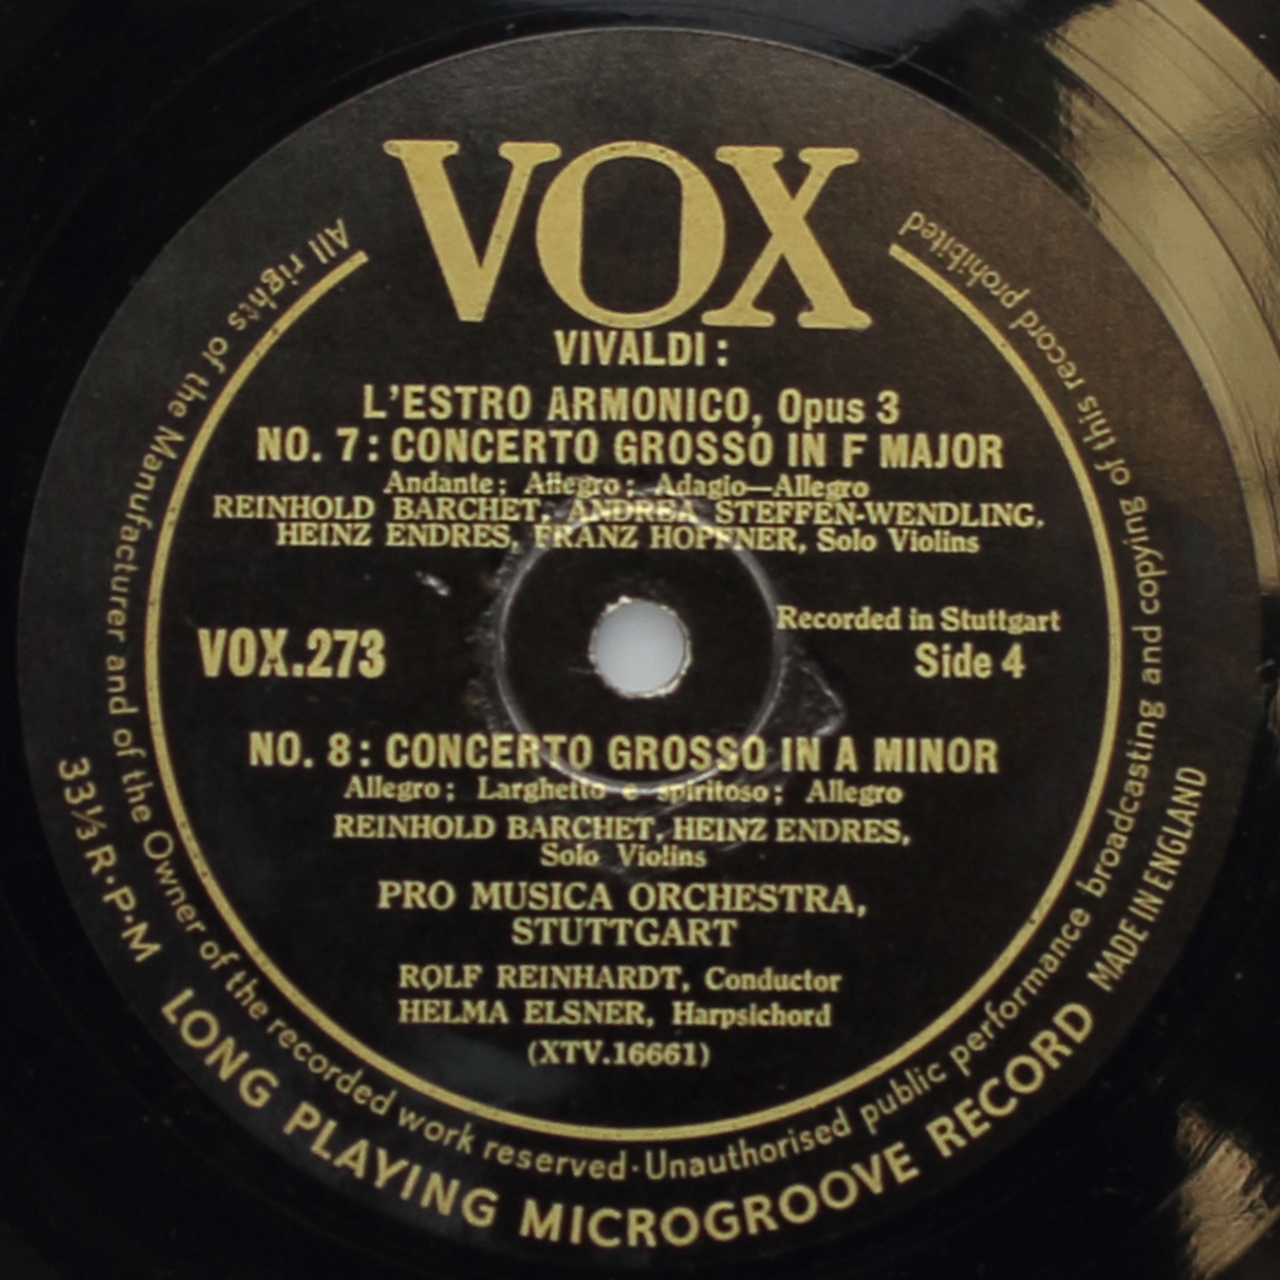 VOX
VIVALDI :
L'ESTRO ARMONICO, Opus 3
NO. 7 : CONCERTO GROSSO IN F MAJOR
Andante ; Allegro ; Adagio—Allegro
REINHOLD BARCHET, ANDREA STEFFEN-WENDLING,
HEINZ ENDRES, FRANZ HOPFNER, Solo Violins
Recorded in Stuttgart
VOX.273
Side 4
NO. 8 : CONCERTO GROSSO IN A MINOR
Allegro ; Larghetto e spiritoso ; Allegro
REINHOLD BARCHET, HEINZ ENDRES,
Solo Violins
PRO MUSICA ORCHESTRA,
STUTTGART
ROLF REINHARDT, Conductor
HELMA ELSNER, Harpsichord
(XTV.16661)
All rights of the Manufacturer and of the Owner of the recorded work reserved · Unauthorised public performance broadcasting and copying of this record prohibited
33⅓ R·P·M LONG PLAYING MICROGROOVE RECORD MADE IN ENGLAND